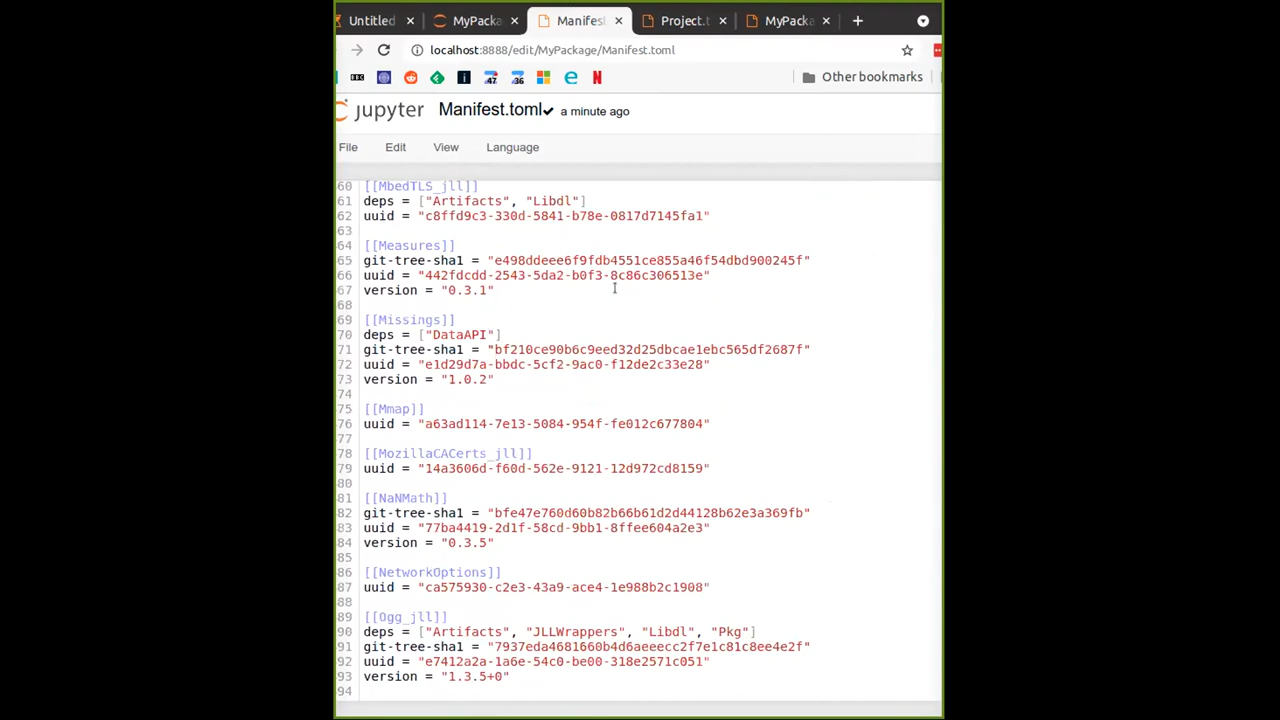 Untitled
MyPacka
Manifes
Project.t
MyPacka
localhost:8888/edit/MyPackage/Manifest.toml
BBC
47
36
Other bookmarks
jupyter Manifest.toml a minute ago
File Edit View Language
60 [[MbedTLS_jll]]
61 deps = ["Artifacts", "Libdl"]
62 uuid = "c8ffd9c3-330d-5841-b78e-0817d7145fa1"
63
64 [[Measures]]
65 git-tree-sha1 = "e498ddeee6f9fdb4551ce855a46f54dbd900245f"
66 uuid = "442fdcdd-2543-5da2-b0f3-8c86c306513e"
67 version = "0.3.1"
68
69 [[Missings]]
70 deps = ["DataAPI"]
71 git-tree-sha1 = "bf210ce90b6c9eed32d25dbcae1ebc565df2687f"
72 uuid = "e1d29d7a-bbdc-5cf2-9ac0-f12de2c33e28"
73 version = "1.0.2"
74
75 [[Mmap]]
76 uuid = "a63ad114-7e13-5084-954f-fe012c677804"
77
78 [[MozillaCACerts_jll]]
79 uuid = "14a3606d-f60d-562e-9121-12d972cd8159"
80
81 [[NaNMath]]
82 git-tree-sha1 = "bfe47e760d60b82b66b61d2d44128b62e3a369fb"
83 uuid = "77ba4419-2d1f-58cd-9bb1-8ffee604a2e3"
84 version = "0.3.5"
85
86 [[NetworkOptions]]
87 uuid = "ca575930-c2e3-43a9-ace4-1e988b2c1908"
88
89 [[Ogg_jll]]
90 deps = ["Artifacts", "JLLWrappers", "Libdl", "Pkg"]
91 git-tree-sha1 = "7937eda4681660b4d6aeeecc2f7e1c81c8ee4e2f"
92 uuid = "e7412a2a-1a6e-54c0-be00-318e2571c051"
93 version = "1.3.5+0"
94